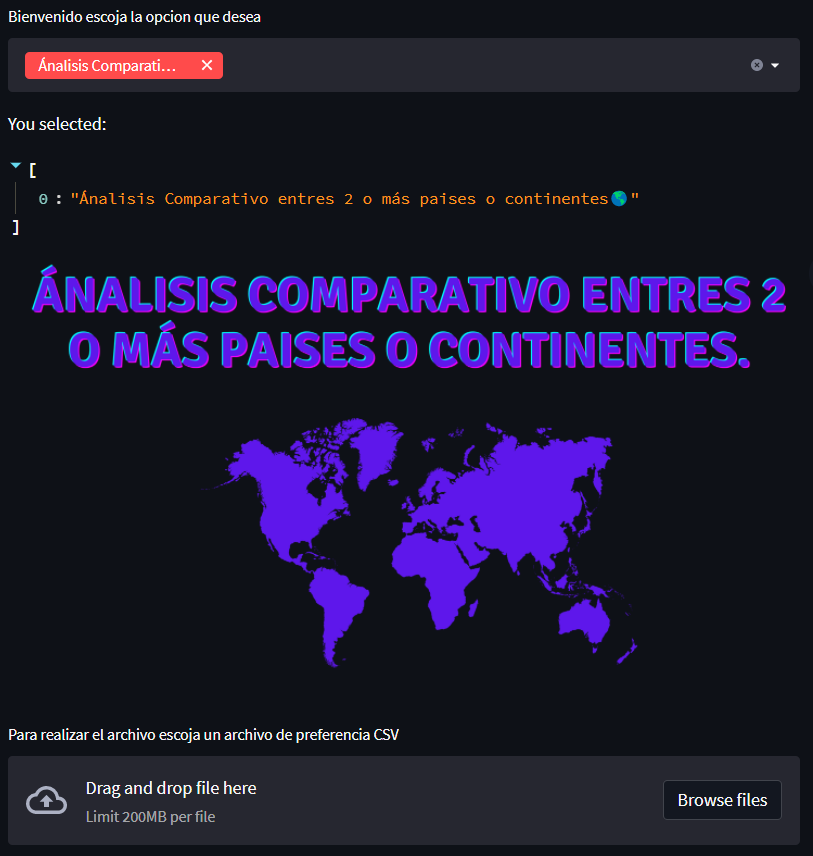 Bienvenido escoja la opcion que desea
Ánalisis Comparati...
You selected:
[
0 : "Ánalisis Comparativo entres 2 o más paises o continentes🌎"
]
ÁNALISIS COMPARATIVO ENTRES 2
O MÁS PAISES O CONTINENTES.
Para realizar el archivo escoja un archivo de preferencia CSV
Drag and drop file here
Limit 200MB per file
Browse files